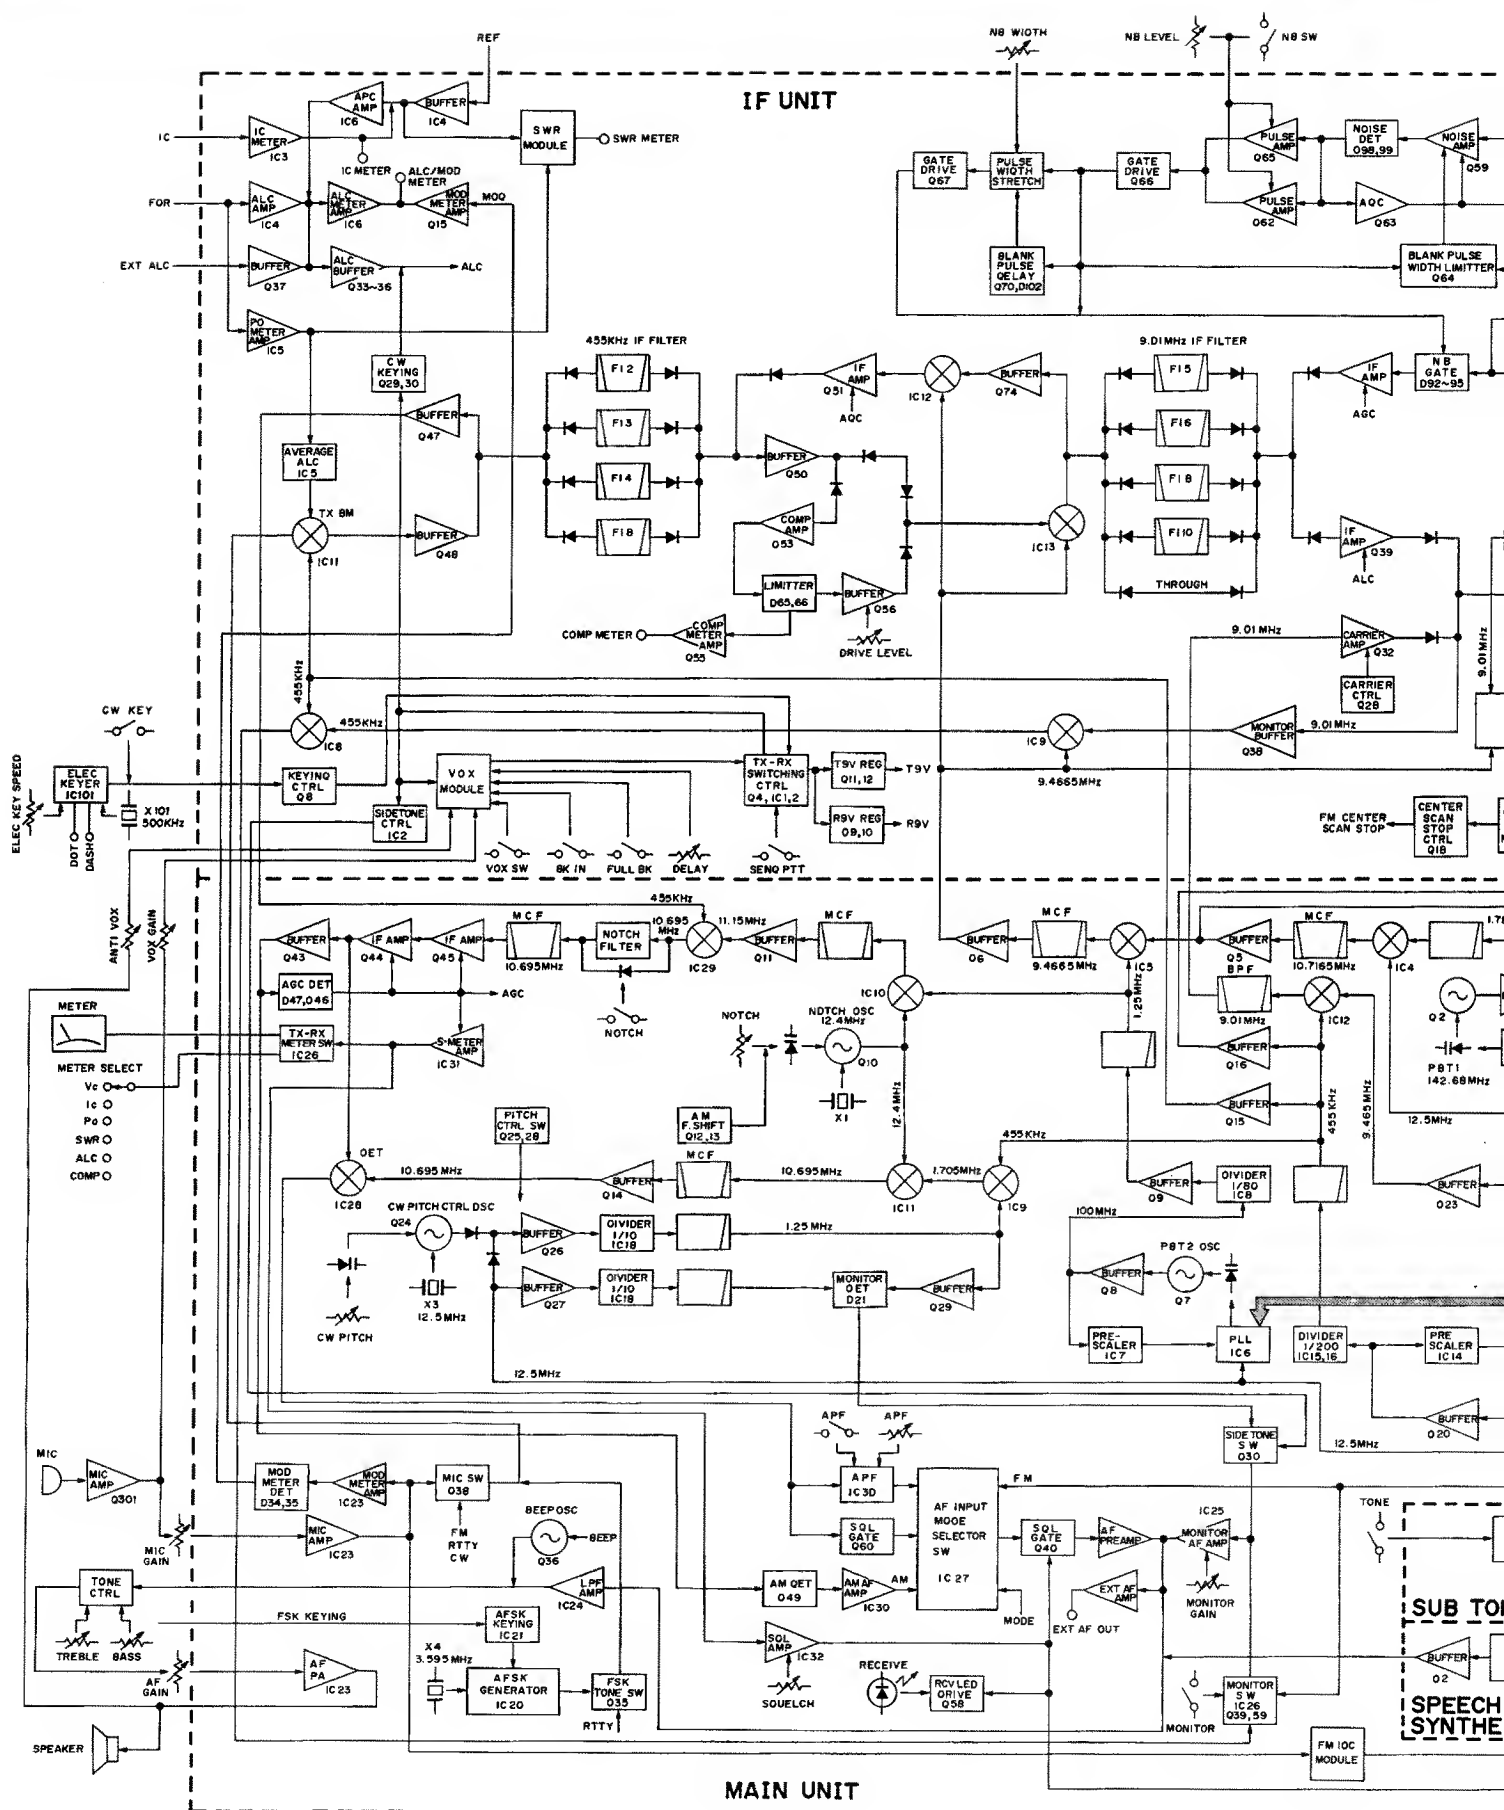 REF
NB WIDTH
NB LEVEL
NB SW
IF UNIT
APC AMP
IC6
BUFFER
IC4
IC
IC METER
IC3
IC METER
SWR MODULE
SWR METER
ALC/MOD METER
FOR
ALC AMP
IC4
ALC METER AMP
IC6
MOD METER AMP
Q15
MOD
EXT ALC
BUFFER
Q37
ALC BUFFER
Q33~36
ALC
PO METER AMP
IC5
GATE DRIVE Q67
PULSE WIDTH STRETCH
GATE DRIVE Q66
PULSE AMP
Q65
NOISE DET Q98,99
NOISE AMP
Q59
PULSE AMP
Q62
AGC
Q63
BLANK PULSE DELAY Q70,D102
BLANK PULSE WIDTH LIMITTER Q64
CW KEYING Q29,30
BUFFER
Q47
AVERAGE ALC IC5
TX BM
IC11
BUFFER
Q48
455KHz IF FILTER
FI2
FI3
FI4
FI8
IF AMP
Q51
AGC
IC12
BUFFER
Q74
BUFFER
Q50
COMP AMP
Q53
LIMITTER D65,66
BUFFER
Q56
DRIVE LEVEL
COMP METER
COMP METER AMP
Q55
IC13
9.01MHz IF FILTER
FI5
FI6
FI8
FI10
THROUGH
IF AMP
AGC
NB GATE D92~95
IF AMP
Q39
ALC
9.01 MHz
CARRIER AMP
Q32
CARRIER CTRL Q28
9.01MHz
455KHz
IC8
455KHz
IC9
9.4665MHz
MONITOR BUFFER
Q38
9.01MHz
CW KEY
ELEC KEY SPEED
ELEC KEYER IC101
X101 500KHz
DOT
DASH
KEYING CTRL Q8
SIDETONE CTRL IC2
VOX MODULE
VOX SW
BK IN
FULL BK
DELAY
TX-RX SWITCHING CTRL Q4, IC1,2
SEND PTT
T9V REG Q11,12
T9V
R9V REG Q9,10
R9V
FM CENTER SCAN STOP
CENTER SCAN STOP CTRL Q18
ANTI VOX
VOX GAIN
455KHz
BUFFER
Q43
IF AMP
Q44
IF AMP
Q45
MCF
10.695MHz
NOTCH FILTER
10.695 MHz
IC29
11.15MHz
BUFFER
Q11
MCF
BUFFER
Q6
MCF
9.4665MHz
IC5
BUFFER
Q5
MCF
10.7165MHz
IC4
AGC DET D47,Q46
AGC
NOTCH
IC10
1.25MHz
BPF
9.01MHz
IC12
Q2
PBT1 142.68MHz
METER
TX-RX METER SW IC26
S-METER AMP
IC31
NOTCH
NOTCH OSC 12.4MHz
Q10
X1
12.4MHz
BUFFER
Q16
BUFFER
Q15
455KHz
9.465MHz
12.5MHz
METER SELECT
Vc
Ic
Po
SWR
ALC
COMP
PITCH CTRL SW Q25,28
AM F.SHIFT Q12,13
DET
IC28
10.695MHz
BUFFER
Q14
MCF
10.695MHz
IC11
1.705MHz
IC9
455KHz
BUFFER
Q9
DIVIDER 1/80 IC8
BUFFER
Q23
CW PITCH CTRL OSC
Q24
X3 12.5MHz
CW PITCH
BUFFER
Q26
DIVIDER 1/10 IC18
1.25MHz
BUFFER
Q27
DIVIDER 1/10 IC18
MONITOR DET D21
BUFFER
Q29
100MHz
BUFFER
Q8
PBT2 OSC
Q7
PRE-SCALER IC7
PLL IC6
DIVIDER 1/200 IC15,16
PRE SCALER IC14
12.5MHz
BUFFER
Q20
12.5MHz
SIDETONE SW Q30
MIC
MIC AMP
Q301
MOD METER DET D34,35
MOD METER AMP
IC23
MIC SW Q38
FM RTTY CW
MIC GAIN
MIC AMP
IC23
BEEP OSC
Q36
BEEP
LPF AMP
IC24
APF
APF
APF IC30
SQL GATE Q60
AF INPUT MODE SELECTOR SW IC27
FM
SQL GATE Q40
AF PREAMP
IC25
MONITOR AF AMP
MONITOR GAIN
EXT AF AMP
EXT AF OUT
AM DET Q49
AM AF AMP
IC30
AM
MODE
TONE
SUB TO
TONE CTRL
TREBLE
BASS
FSK KEYING
AFSK KEYING IC21
X4 3.595MHz
AFSK GENERATOR IC20
FSK TONE SW Q35
RTTY
SQL AMP
IC32
SQUELCH
RECEIVE
RCV LED DRIVE Q58
MONITOR
MONITOR SW IC26 Q39,59
BUFFER
Q2
SPEECH
SYNTHE
AF GAIN
AF PA
IC23
SPEAKER
FM IOC MODULE
MAIN UNIT